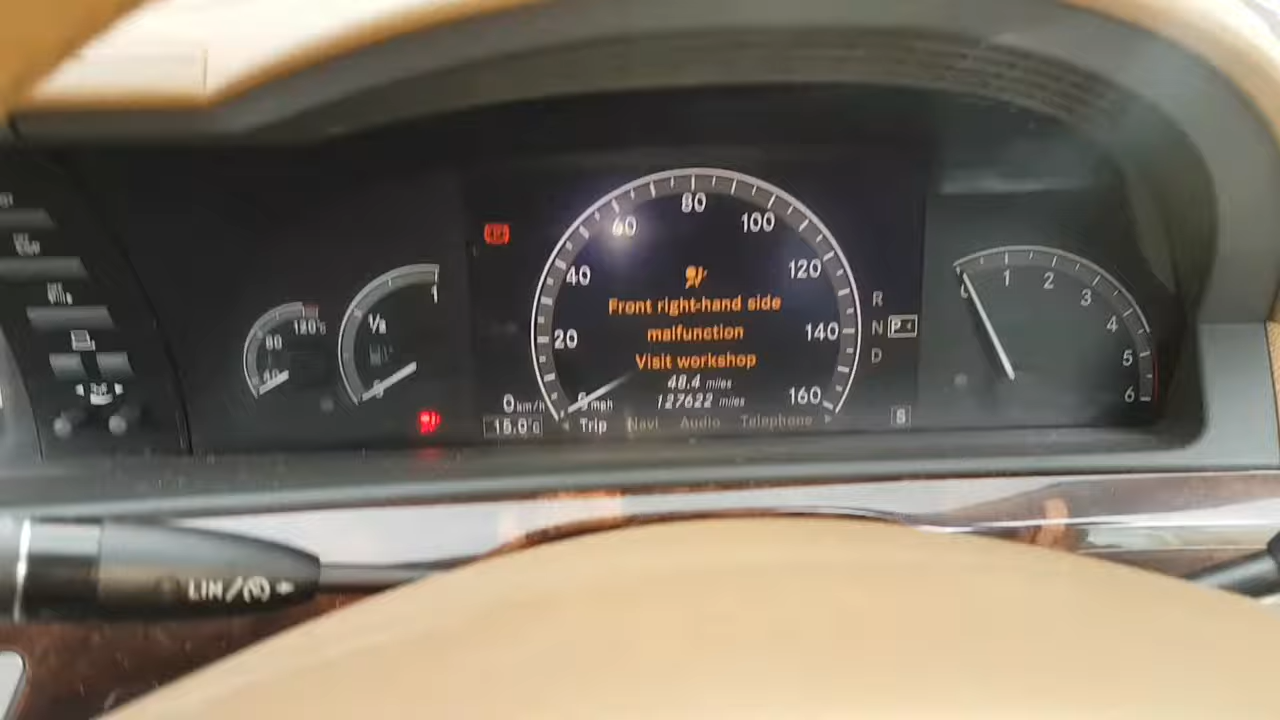 80
60
100
40
120
Front right-hand side
malfunction
20
140
Visit workshop
48.4 miles
127622 miles
160
0 km/h
mph
15.0°C
Trip
Navi
Audio
Telephone
120°C
80
40
1
½
R
N
P
D
S
0
1
2
3
4
5
6
LIM